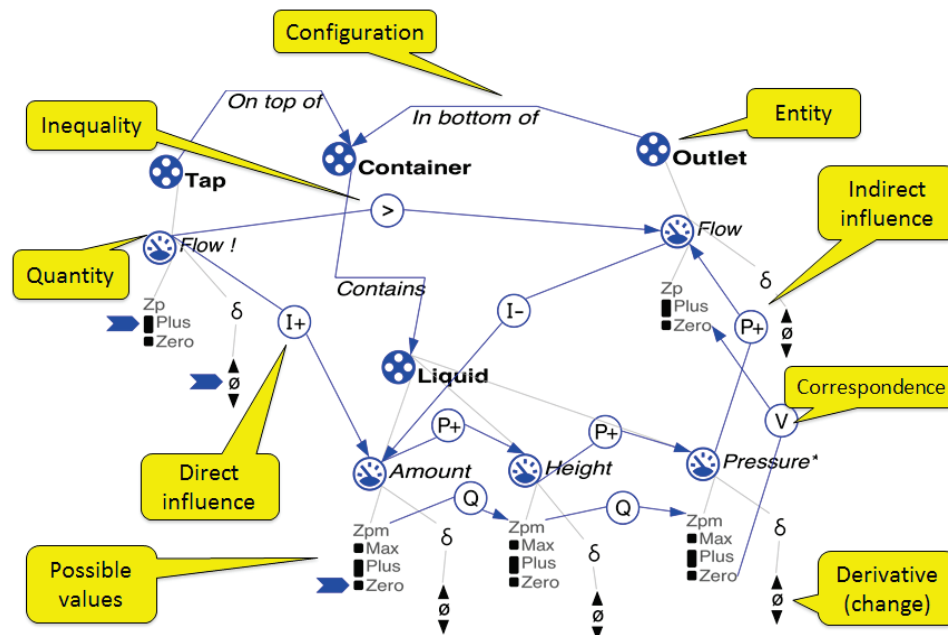 Configuration
On top of
Inequality
In bottom of
Entity
Tap
Container
Outlet
Indirect
influence
>
Flow !
Flow
Quantity
Contains
δ
Zp
Plus
Zero
δ
I+
I-
Zp
Plus
Zero
P+
ø
ø
Liquid
Correspondence
P+
P+
V
Direct
influence
Amount
Height
Pressure*
Q
Q
Possible
values
Zpm
Max
Plus
Zero
δ
ø
Zpm
Max
Plus
Zero
δ
ø
Zpm
Max
Plus
Zero
δ
ø
Derivative
(change)